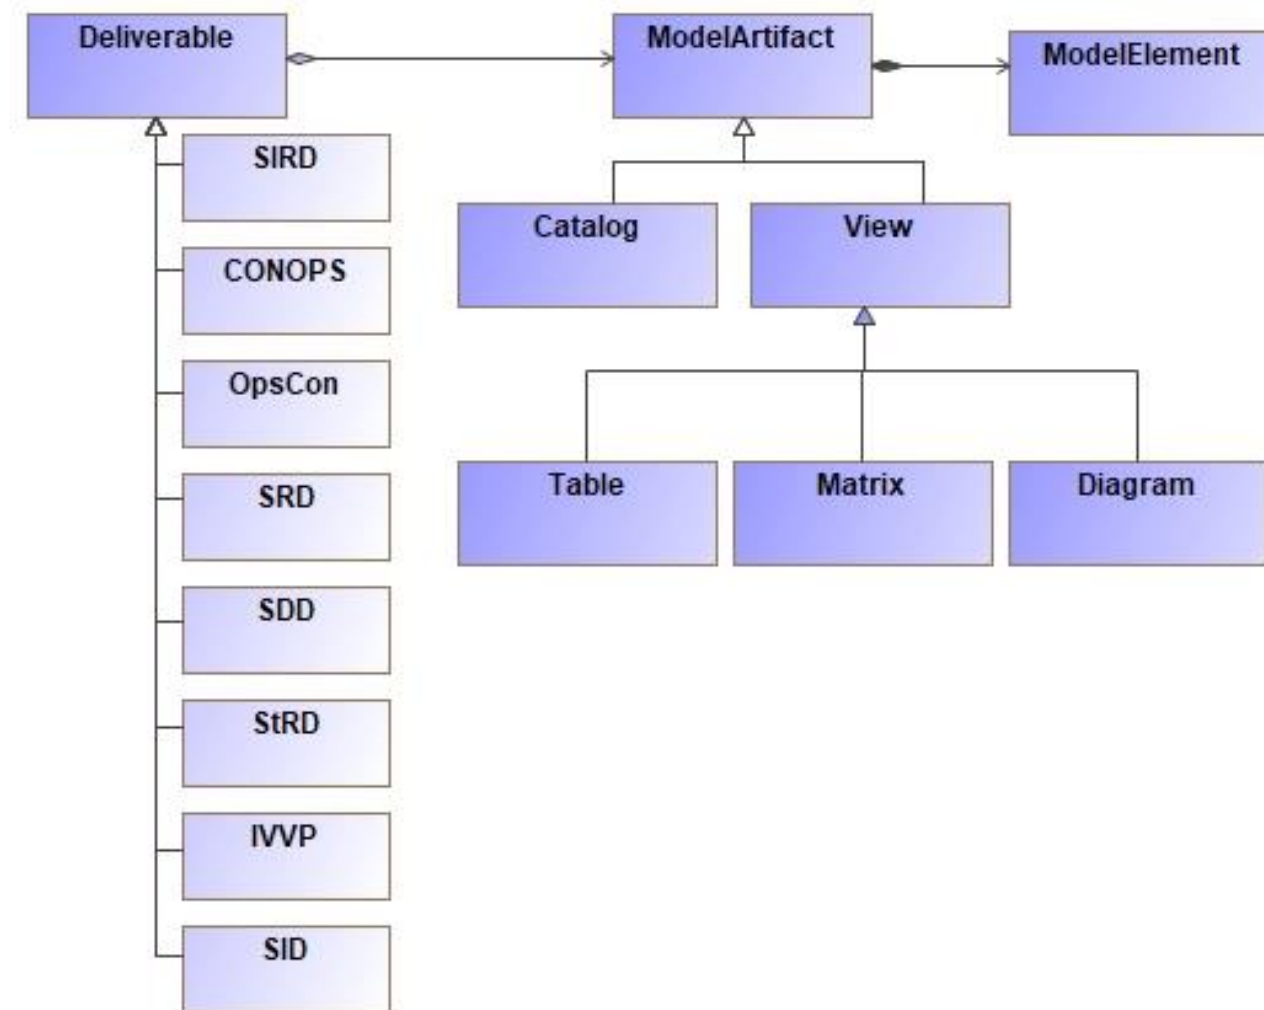 Deliverable
ModelArtifact
ModelElement
SIRD
CONOPS
OpsCon
SRD
SDD
StRD
IVVP
SID
Catalog
View
Table
Matrix
Diagram